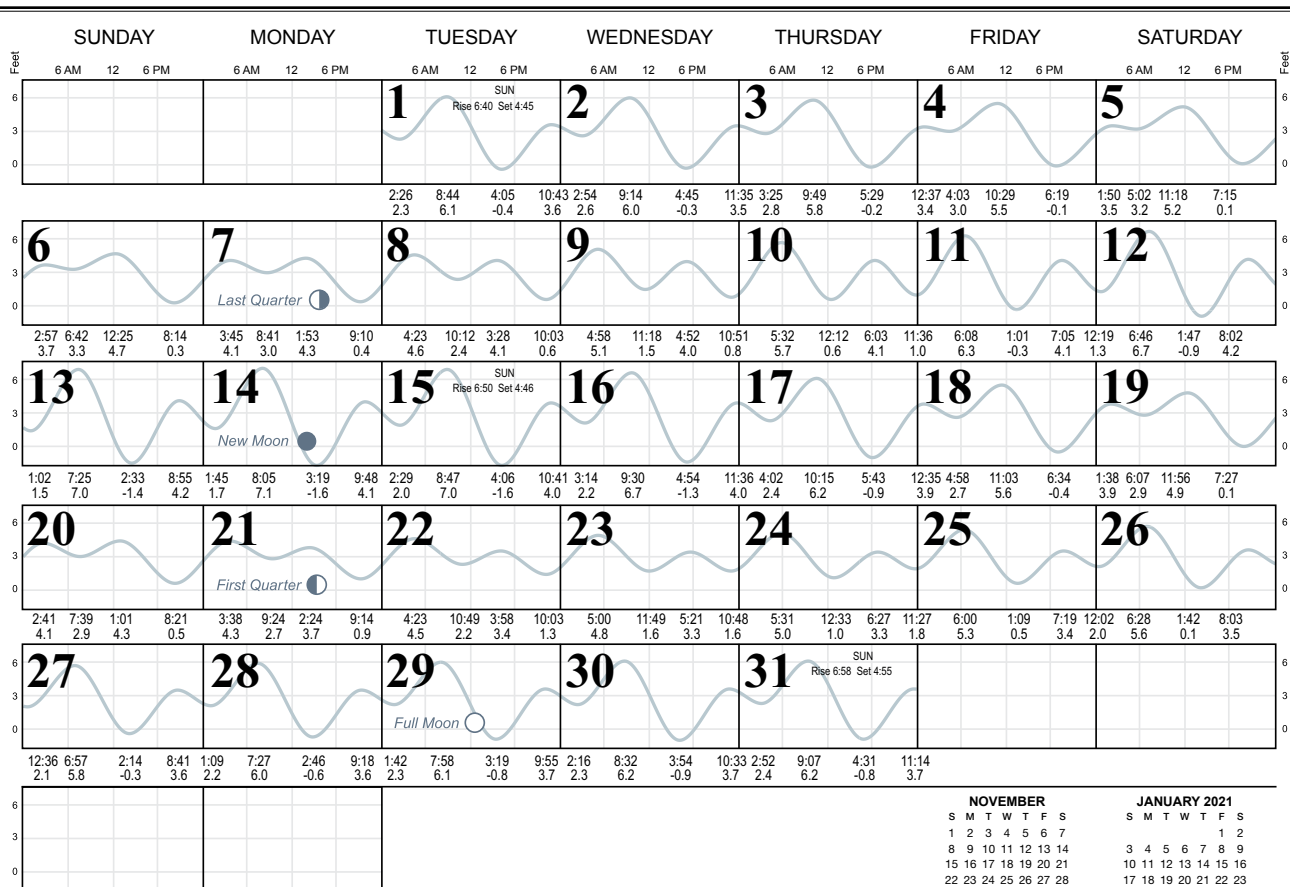 SUNDAY MONDAY TUESDAY WEDNESDAY THURSDAY FRIDAY SATURDAY
Feet 6 AM 12 6 PM 6 AM 12 6 PM 6 AM 12 6 PM 6 AM 12 6 PM 6 AM 12 6 PM 6 AM 12 6 PM 6 AM 12 6 PM Feet
6 1 SUN 2 3 4 5 6
Rise 6:40 Set 4:45
3 3
0 0
2:26 8:44 4:05 10:43 2:54 9:14 4:45 11:35 3:25 9:49 5:29 12:37 4:03 10:29 6:19 1:50 5:02 11:18 7:15
2.3 6.1 -0.4 3.6 2.6 6.0 -0.3 3.5 2.8 5.8 -0.2 3.4 3.0 5.5 -0.1 3.5 3.2 5.2 0.1
6 6 7 8 9 10 11 12 6
3 3
0 Last Quarter 0
2:57 6:42 12:25 8:14 3:45 8:41 1:53 9:10 4:23 10:12 3:28 10:03 4:58 11:18 4:52 10:51 5:32 12:12 6:03 11:36 6:08 1:01 7:05 12:19 6:46 1:47 8:02
3.7 3.3 4.7 0.3 4.1 3.0 4.3 0.4 4.6 2.4 4.1 0.6 5.1 1.5 4.0 0.8 5.7 0.6 4.1 1.0 6.3 -0.3 4.1 1.3 6.7 -0.9 4.2
6 13 14 15 SUN 16 17 18 19 6
Rise 6:50 Set 4:46
3 3
0 New Moon 0
1:02 7:25 2:33 8:55 1:45 8:05 3:19 9:48 2:29 8:47 4:06 10:41 3:14 9:30 4:54 11:36 4:02 10:15 5:43 12:35 4:58 11:03 6:34 1:38 6:07 11:56 7:27
1.5 7.0 -1.4 4.2 1.7 7.1 -1.6 4.1 2.0 7.0 -1.6 4.0 2.2 6.7 -1.3 4.0 2.4 6.2 -0.9 3.9 2.7 5.6 -0.4 3.9 2.9 4.9 0.1
6 20 21 22 23 24 25 26 6
3 3
0 First Quarter 0
2:41 7:39 1:01 8:21 3:38 9:24 2:24 9:14 4:23 10:49 3:58 10:03 5:00 11:49 5:21 10:48 5:31 12:33 6:27 11:27 6:00 1:09 7:19 12:02 6:28 1:42 8:03
4.1 2.9 4.3 0.5 4.3 2.7 3.7 0.9 4.5 2.2 3.4 1.3 4.8 1.6 3.3 1.6 5.0 1.0 3.3 1.8 5.3 0.5 3.4 2.0 5.6 0.1 3.5
6 27 28 29 30 31 SUN 6
Rise 6:58 Set 4:55
3 3
0 Full Moon 0
12:36 6:57 2:14 8:41 1:09 7:27 2:46 9:18 1:42 7:58 3:19 9:55 2:16 8:32 3:54 10:33 2:52 9:07 4:31 11:14
2.1 5.8 -0.3 3.6 2.2 6.0 -0.6 3.6 2.3 6.1 -0.8 3.7 2.3 6.2 -0.9 3.7 2.4 6.2 -0.8 3.7
6
3
0
NOVEMBER
S M T W T F S
1 2 3 4 5 6 7
8 9 10 11 12 13 14
15 16 17 18 19 20 21
22 23 24 25 26 27 28
JANUARY 2021
S M T W T F S
1 2
3 4 5 6 7 8 9
10 11 12 13 14 15 16
17 18 19 20 21 22 23